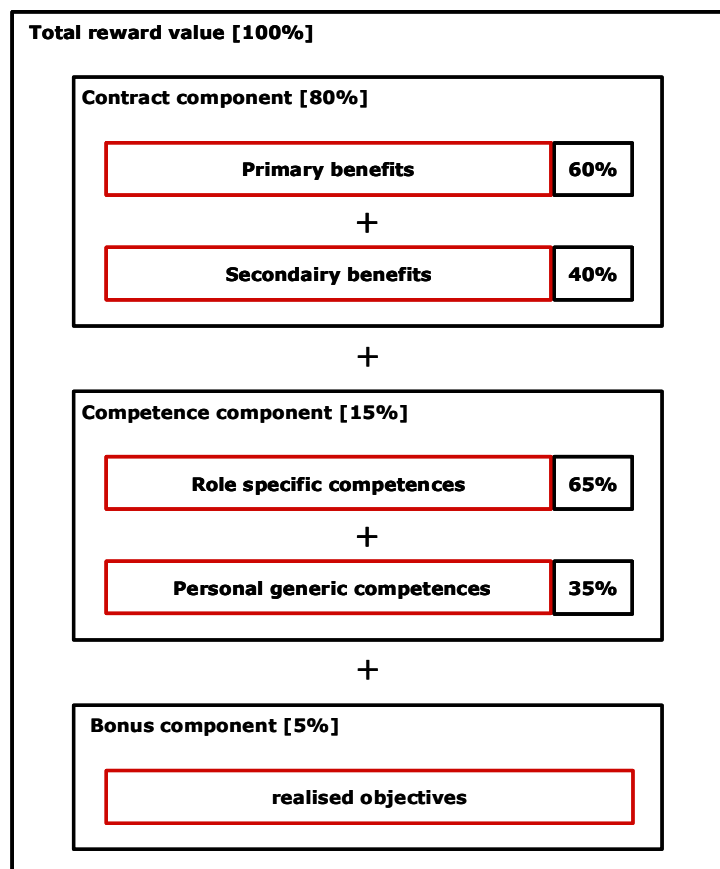 Total reward value [100%]
Contract component [80%]
Primary benefits 60%
+
Secondairy benefits 40%
+
Competence component [15%]
Role specific competences 65%
+
Personal generic competences 35%
+
Bonus component [5%]
realised objectives